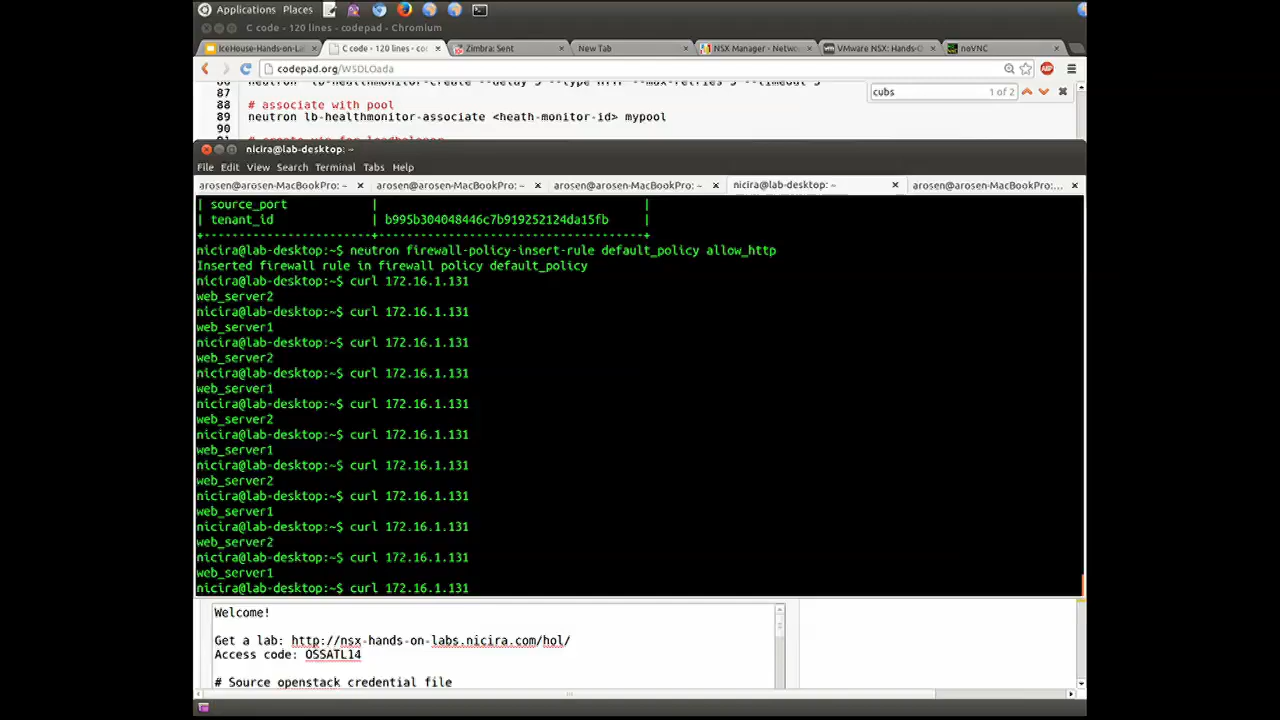 Applications Places
C code - 120 lines - codepad - Chromium
IceHouse-Hands-on-La
C code - 120 lines - co
Zimbra: Sent
New Tab
NSX Manager - Netwo
VMware NSX: Hands-O
noVNC
codepad.org/WSDLOada
cubs 1 of 2
87
88 # associate with pool
89 neutron lb-healthmonitor-associate <heath-monitor-id> mypool
90
nicira@lab-desktop: ~
File Edit View Search Terminal Tabs Help
arosen@arosen-MacBookPro: ~
arosen@arosen-MacBookPro: ~
arosen@arosen-MacBookPro: ~
nicira@lab-desktop: ~
arosen@arosen-MacBookPro:...
| source_port | |
| tenant_id | b995b304048446c7b919252124da15fb |
nicira@lab-desktop:~$ neutron firewall-policy-insert-rule default_policy allow_http
Inserted firewall rule in firewall policy default_policy
nicira@lab-desktop:~$ curl 172.16.1.131
web_server2
nicira@lab-desktop:~$ curl 172.16.1.131
web_server1
nicira@lab-desktop:~$ curl 172.16.1.131
web_server2
nicira@lab-desktop:~$ curl 172.16.1.131
web_server1
nicira@lab-desktop:~$ curl 172.16.1.131
web_server2
nicira@lab-desktop:~$ curl 172.16.1.131
web_server1
nicira@lab-desktop:~$ curl 172.16.1.131
web_server2
nicira@lab-desktop:~$ curl 172.16.1.131
web_server1
nicira@lab-desktop:~$ curl 172.16.1.131
web_server2
nicira@lab-desktop:~$ curl 172.16.1.131
web_server1
nicira@lab-desktop:~$ curl 172.16.1.131
Welcome!
Get a lab: http://nsx-hands-on-labs.nicira.com/hol/
Access code: OSSATL14
# Source openstack credential file